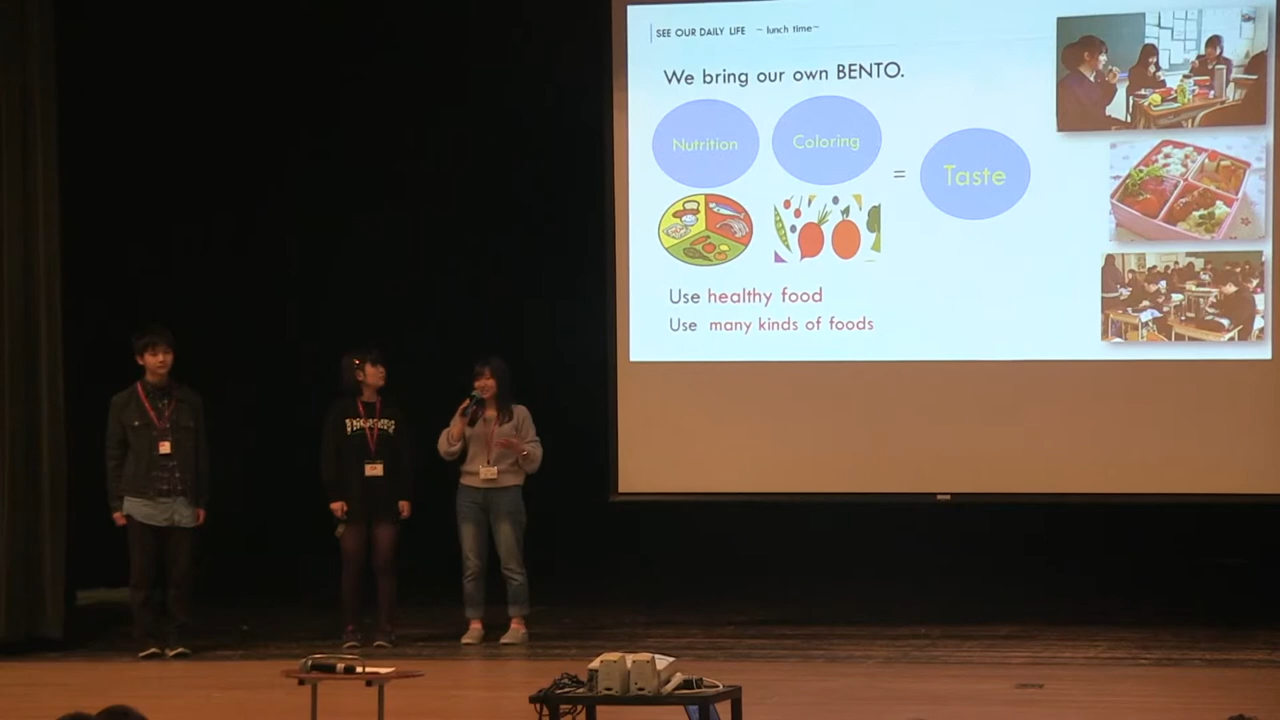 SEE OUR DAILY LIFE ~ lunch time~
We bring our own BENTO.
Nutrition
Coloring
=
Taste
Use healthy food
Use many kinds of foods